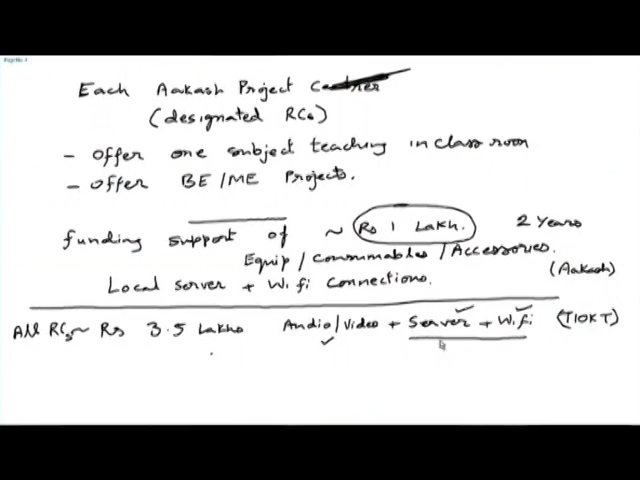 Each Aakash Project Center
(designated RCs)
- offer one subject teaching in class room
- offer BE/ME Projects.
funding support of ~ Rs 1 Lakh. 2 Years
Equip/Consumables/Accessories.
(Aakash)
Local server + Wifi connections.
All RCs ~ Rs 3.5 Lakhs Audio/Video + Server + Wifi (T10KT)